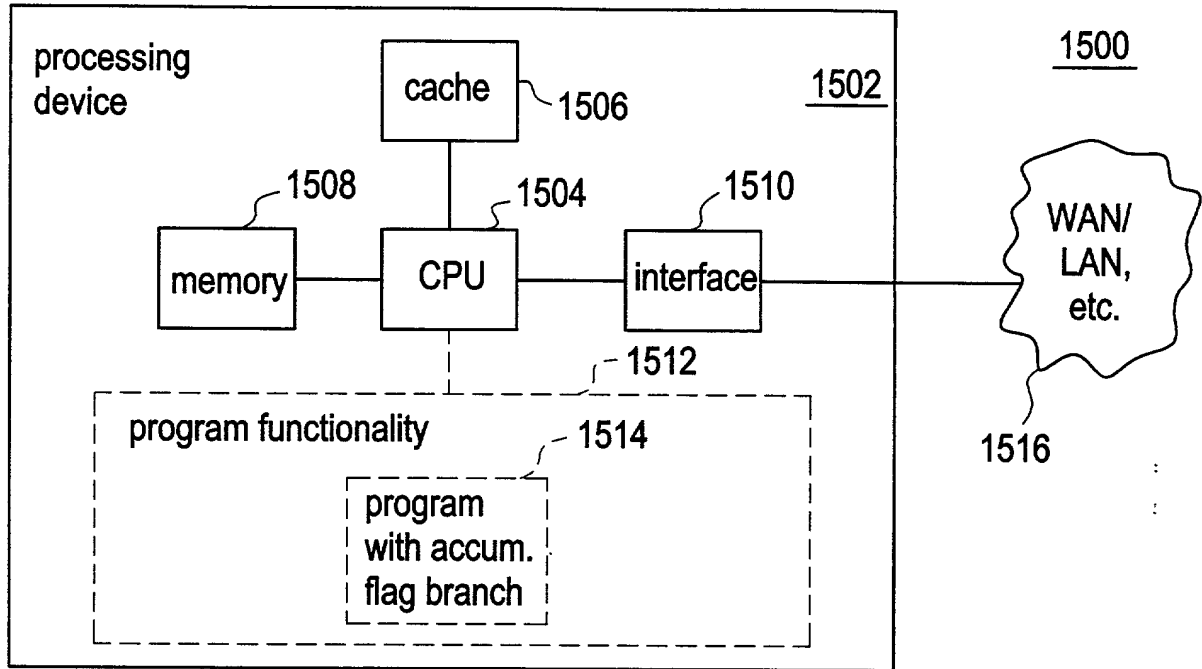 processing
device
cache
1506
1502
1500
1508
1504
1510
memory
CPU
interface
WAN/
LAN,
etc.
1512
program functionality
1514
program
with accum.
flag branch
1516